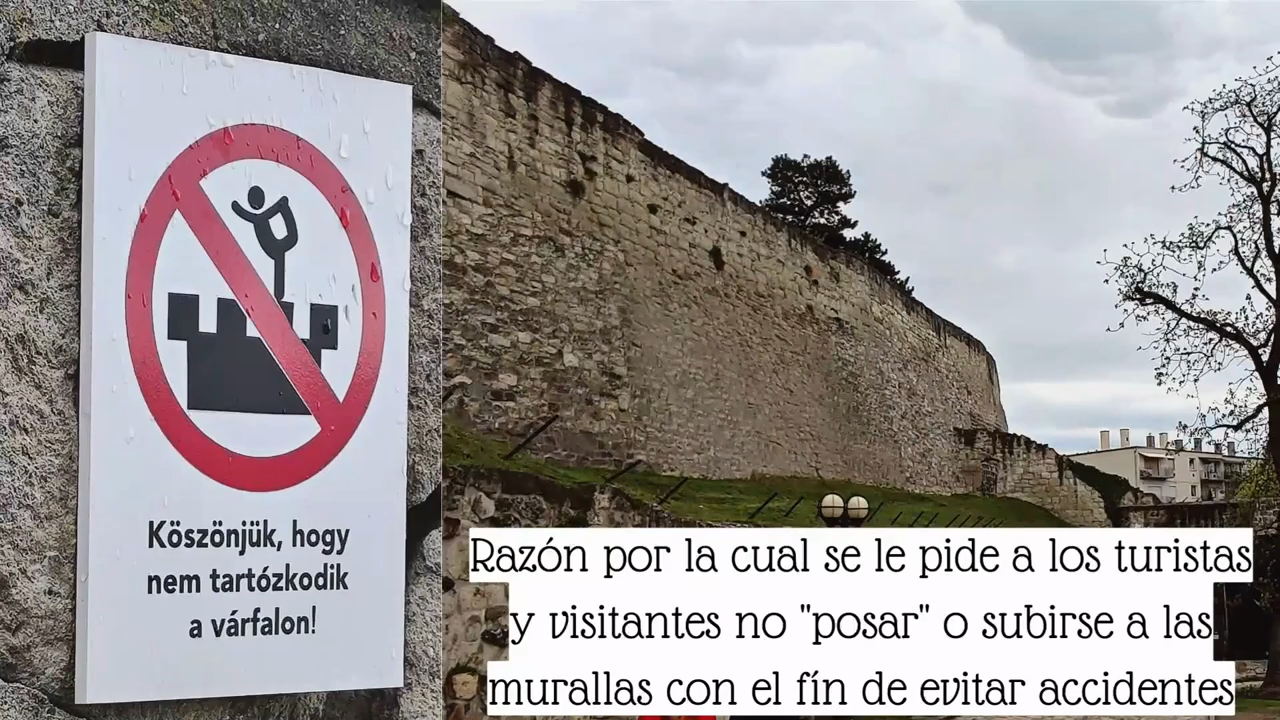 Köszönjük, hogy
nem tartózkodik
a várfalon!
Razón por la cual se le pide a los turistas
y visitantes no "posar" o subirse a las
murallas con el fín de evitar accidentes